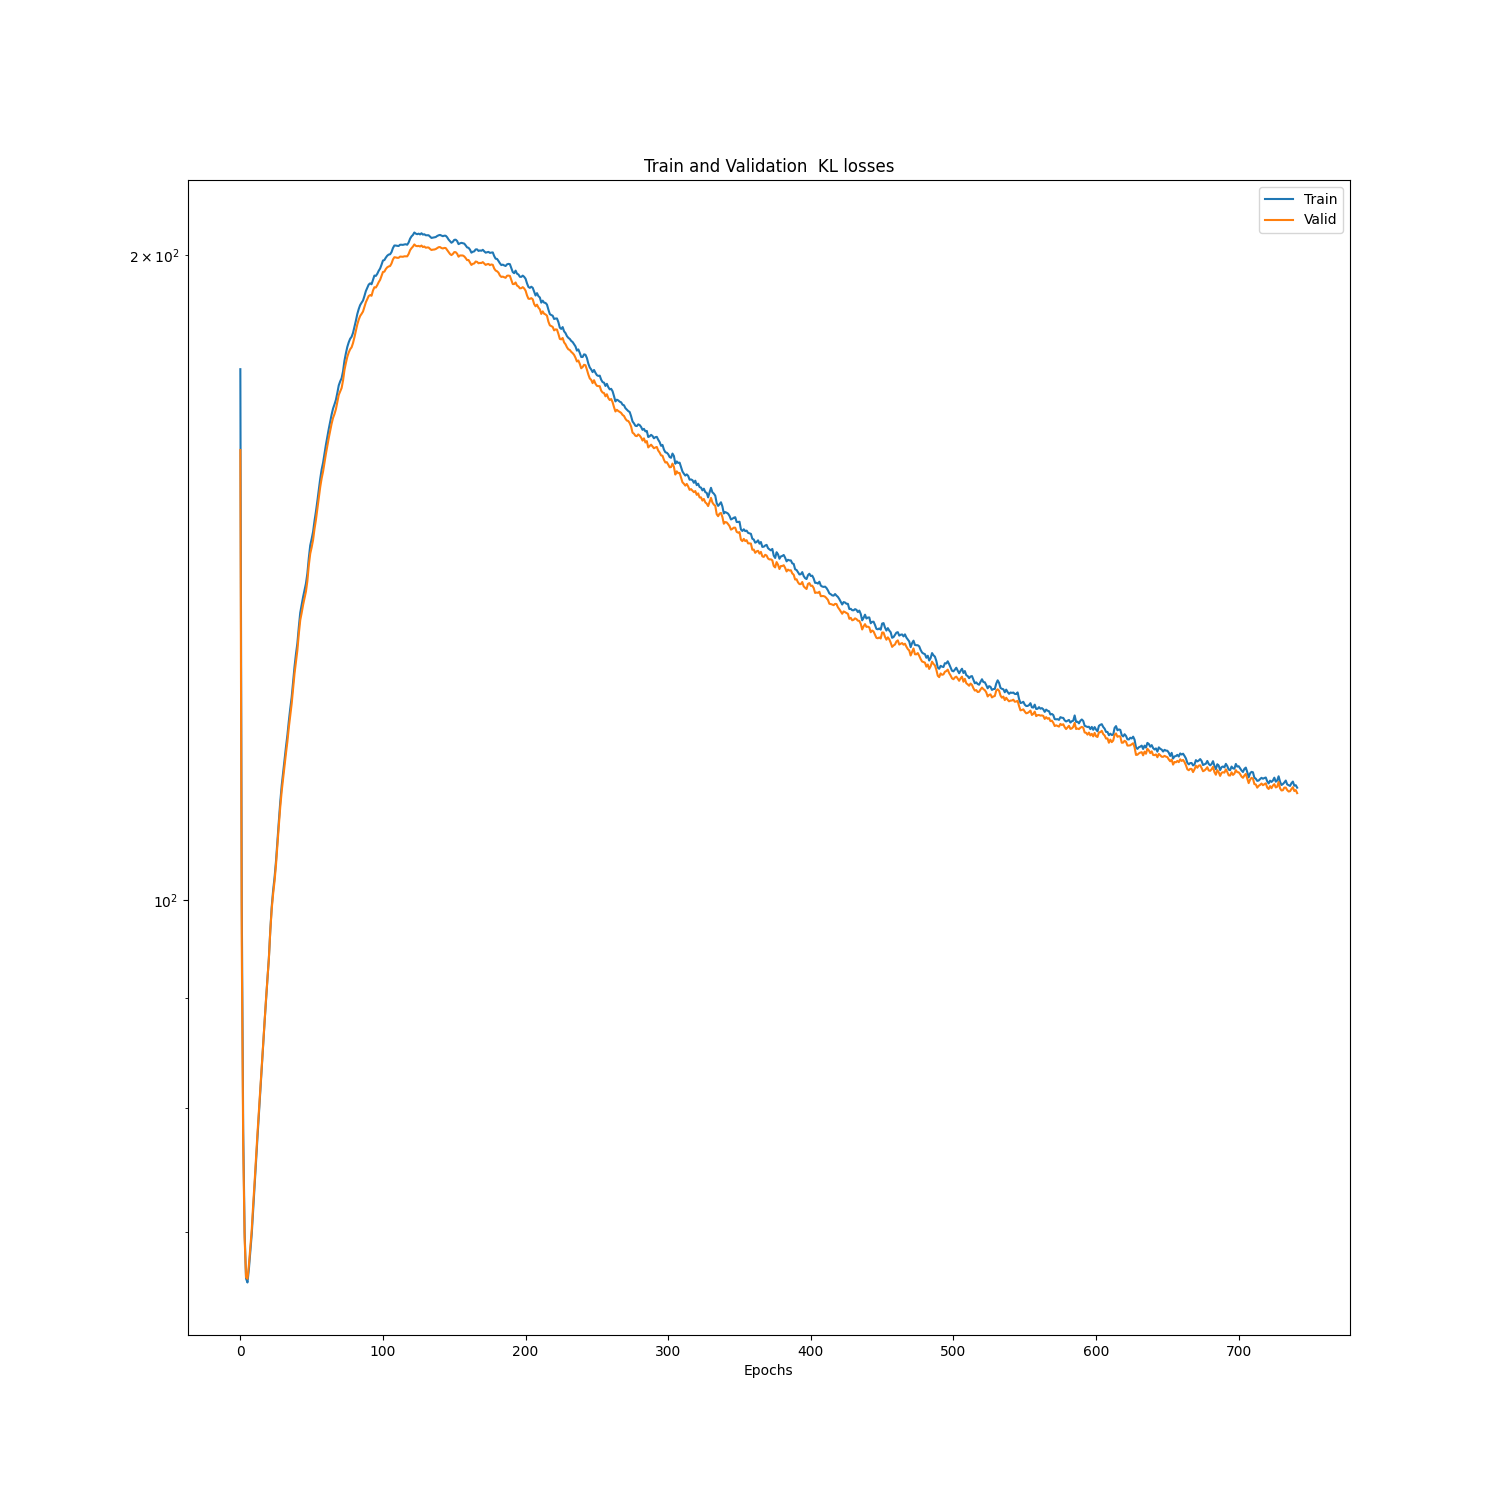 Train and Validation  KL losses
Train
Valid
2 × 10²
10²
0 100 200 300 400 500 600 700
Epochs